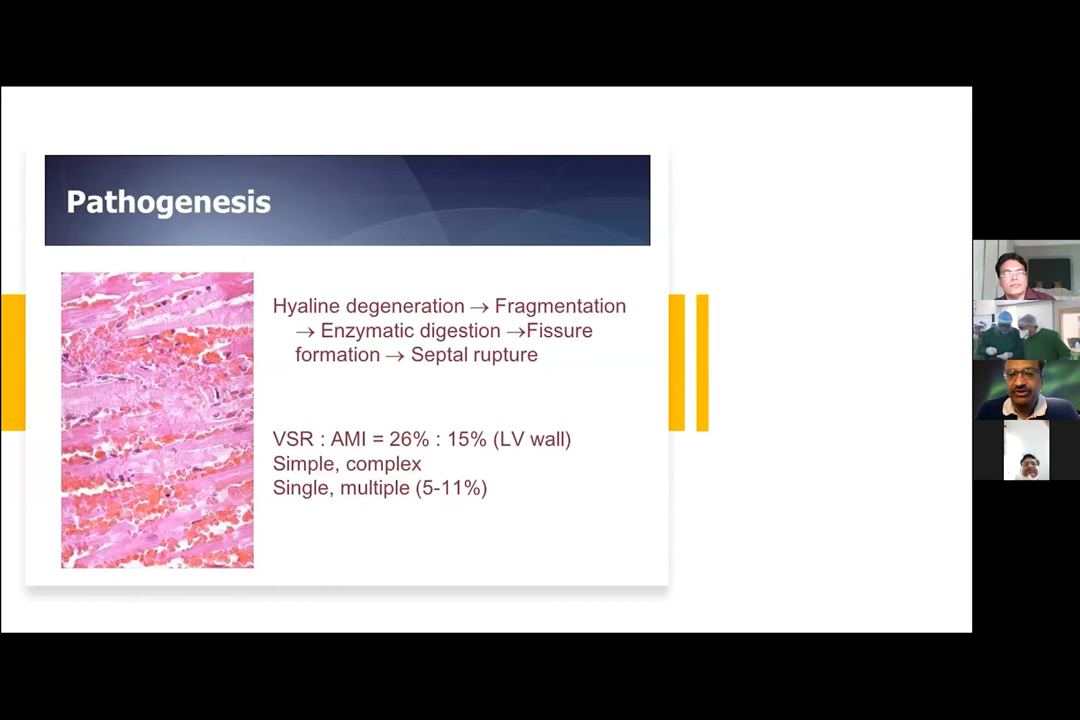 Pathogenesis
Hyaline degeneration → Fragmentation
→ Enzymatic digestion →Fissure
formation → Septal rupture
VSR : AMI = 26% : 15% (LV wall)
Simple, complex
Single, multiple (5-11%)